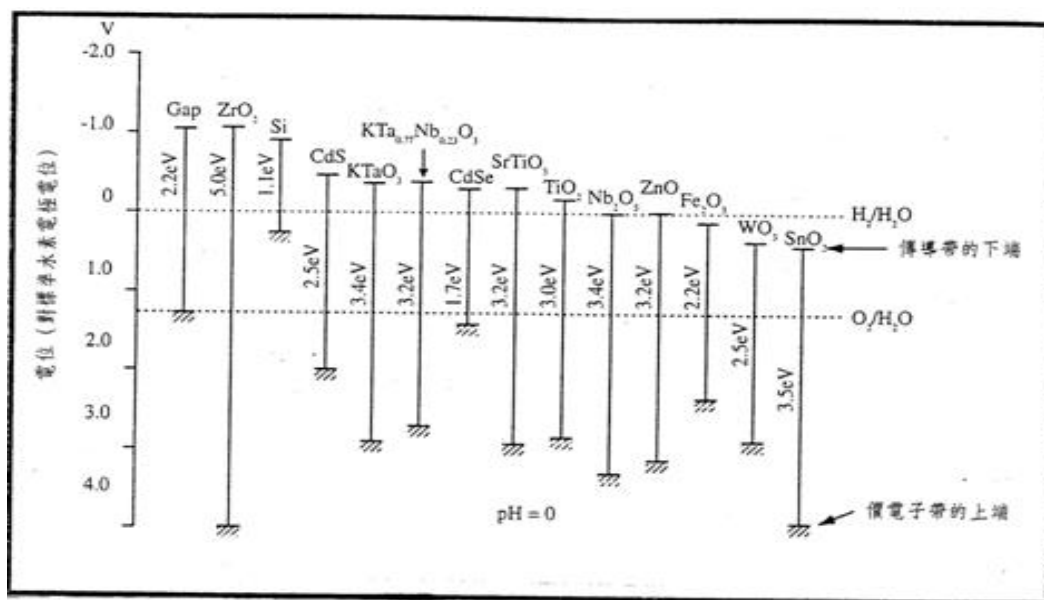 V
-2.0
-1.0
0
1.0
2.0
3.0
4.0
電位（對標準水素電極電位）
Gap
ZrO₂
Si
CdS
KTaO₃
KTa₀.₇₇Nb₀.₂₃O₃
CdSe
SrTiO₃
TiO₂
Nb₂O₅
ZnO
Fe₂O₃
WO₃
SnO₂
2.2eV
5.0eV
1.1eV
2.5eV
3.4eV
3.2eV
1.7eV
3.2eV
3.0eV
3.4eV
3.2eV
2.2eV
2.5eV
3.5eV
H₂/H₂O
傳導帶的下端
O₂/H₂O
價電子帶的上端
pH = 0